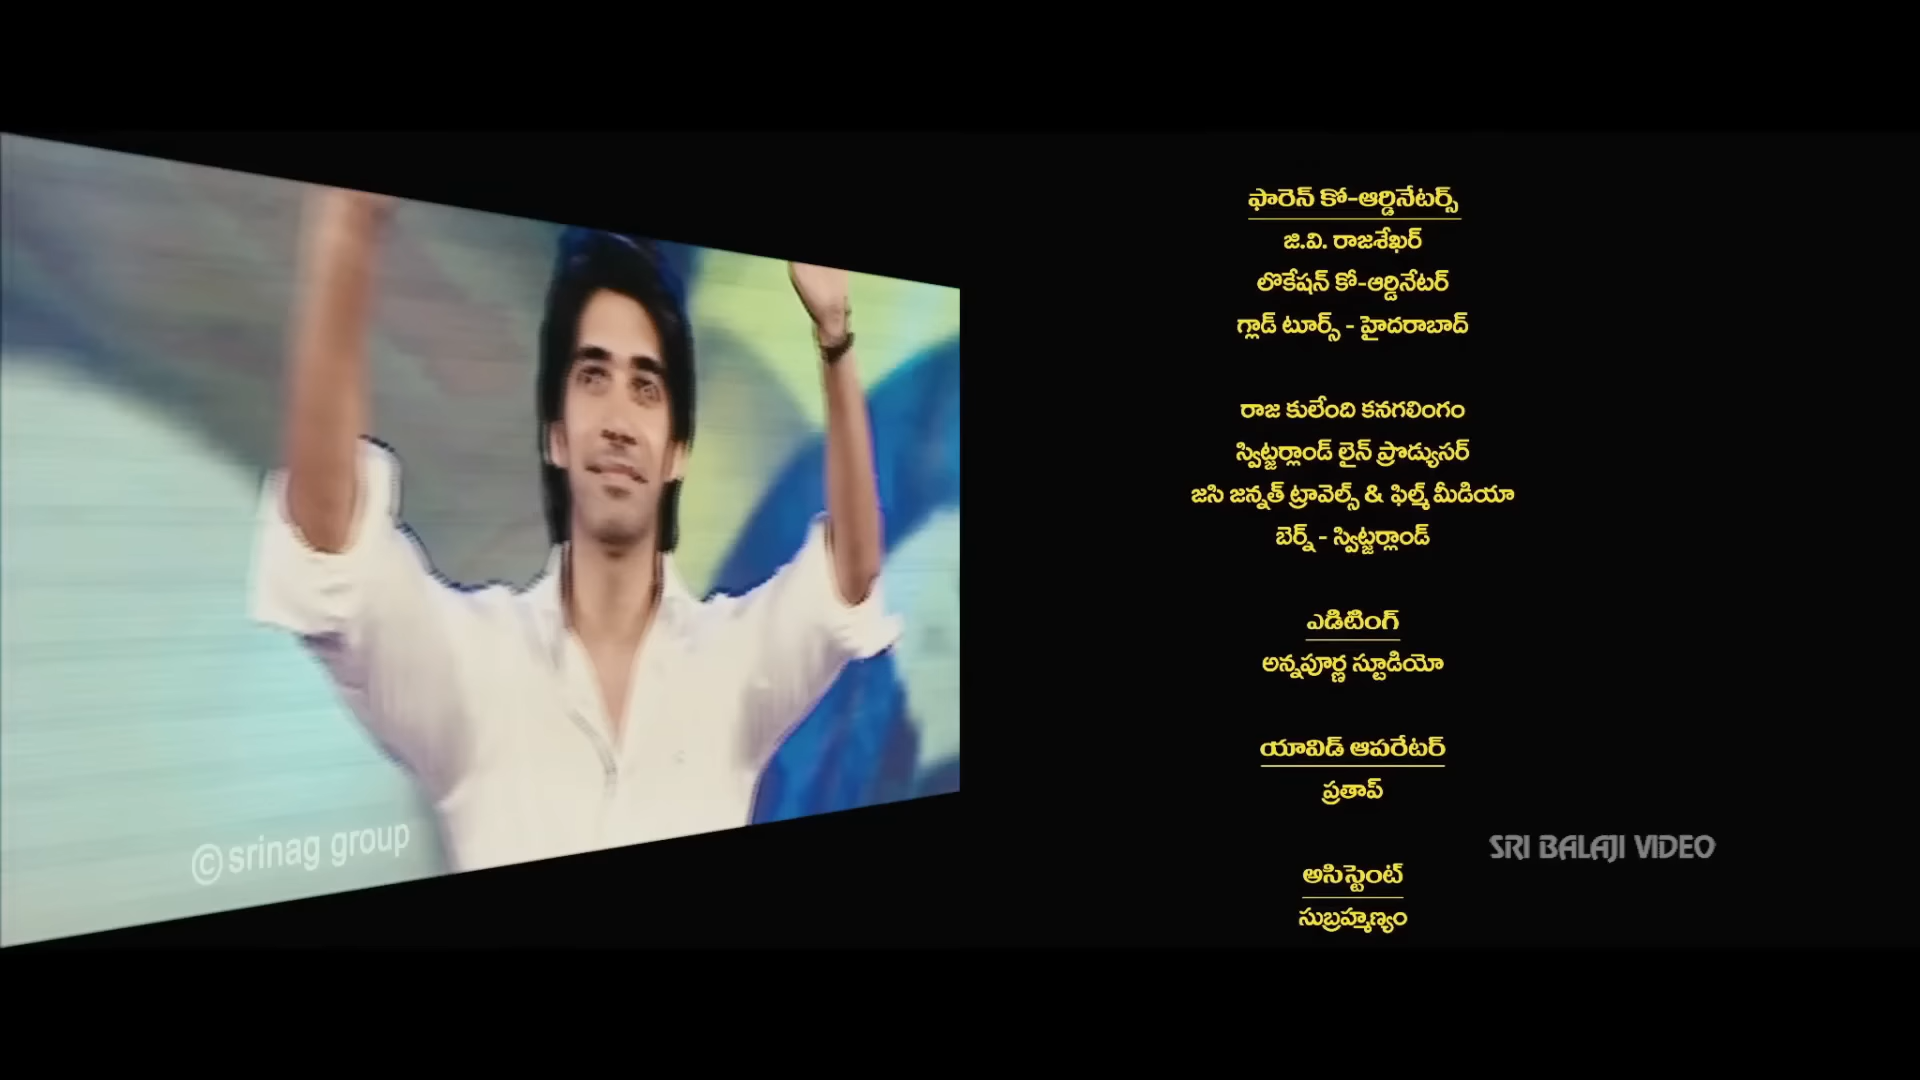 ఫారెన్ కో-ఆర్డినేటర్స్
జి.వి. రాజశేఖర్
లొకేషన్ కో-ఆర్డినేటర్
గ్లాడ్ టూర్స్ - హైదరాబాద్
రాజ కులేంది కనగలింగం
స్విట్జర్లాండ్ లైన్ ప్రొడ్యుసర్
జసి జన్నత్ ట్రావెల్స్ & ఫిల్మ్ మీడియా
బెర్న్ - స్విట్జర్లాండ్
ఎడిటింగ్
అన్నపూర్ణ స్టూడియో
యావిడ్ ఆపరేటర్
ప్రతాప్
అసిస్టెంట్
సుబ్రహ్మణ్యం
© srinag group
SRI BALAJI VIDEO